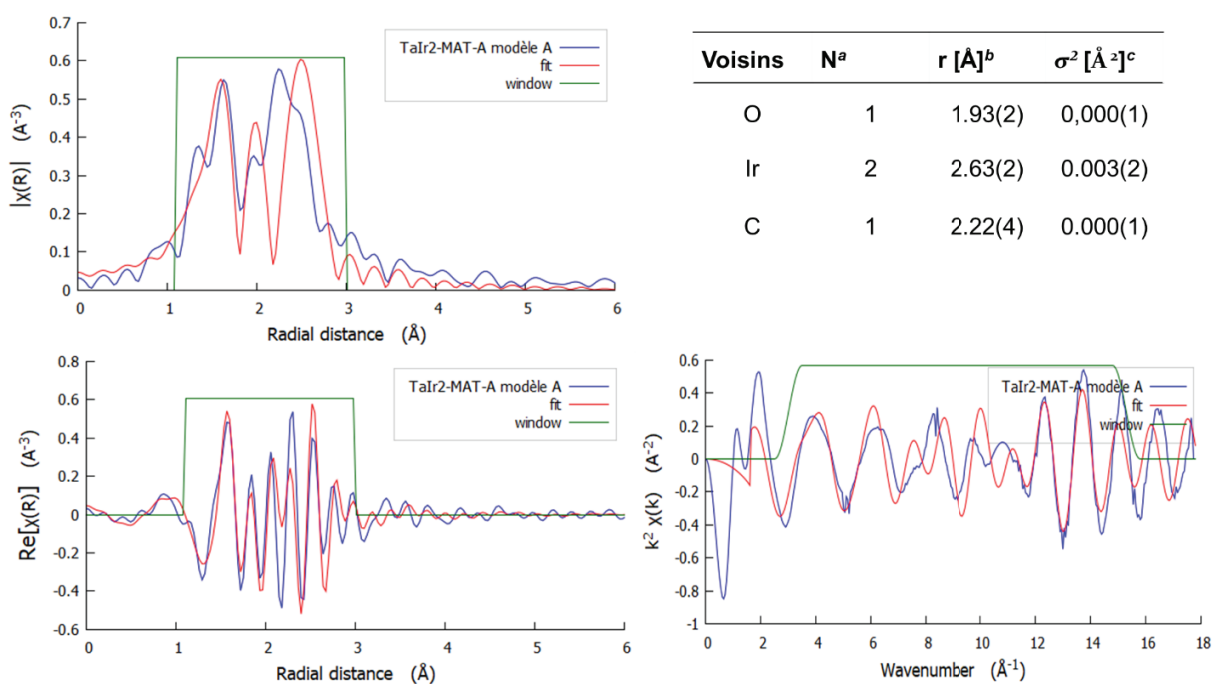 0.7
0.6
0.5
0.4
0.3
0.2
0.1
0
|χ(R)| (A⁻³)
TaIr2-MAT-A modèle A
fit
window
0 1 2 3 4 5 6
Radial distance (Å)
Voisins Nᵃ r [Å]ᵇ σ² [Å²]ᶜ
O 1 1.93(2) 0,000(1)
Ir 2 2.63(2) 0.003(2)
C 1 2.22(4) 0.000(1)
0.8
0.6
0.4
0.2
0
-0.2
-0.4
-0.6
Re[χ(R)] (A⁻³)
TaIr2-MAT-A modèle A
fit
window
0 1 2 3 4 5 6
Radial distance (Å)
0.6
0.4
0.2
0
-0.2
-0.4
-0.6
-0.8
-1
k² χ(k) (A⁻²)
TaIr2-MAT-A modèle A
fit
window
0 2 4 6 8 10 12 14 16 18
Wavenumber (Å⁻¹)